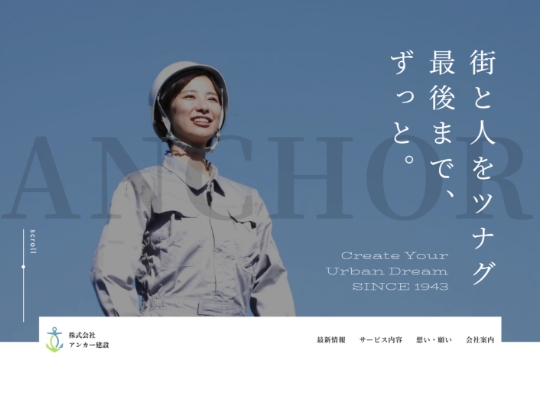 街と人をツナグ
最後まで、
ずっと。
ANCHOR
scroll
Create Your
Urban Dream
SINCE 1943
株式会社
アンカー建設
最新情報 サービス内容 想い・願い 会社案内